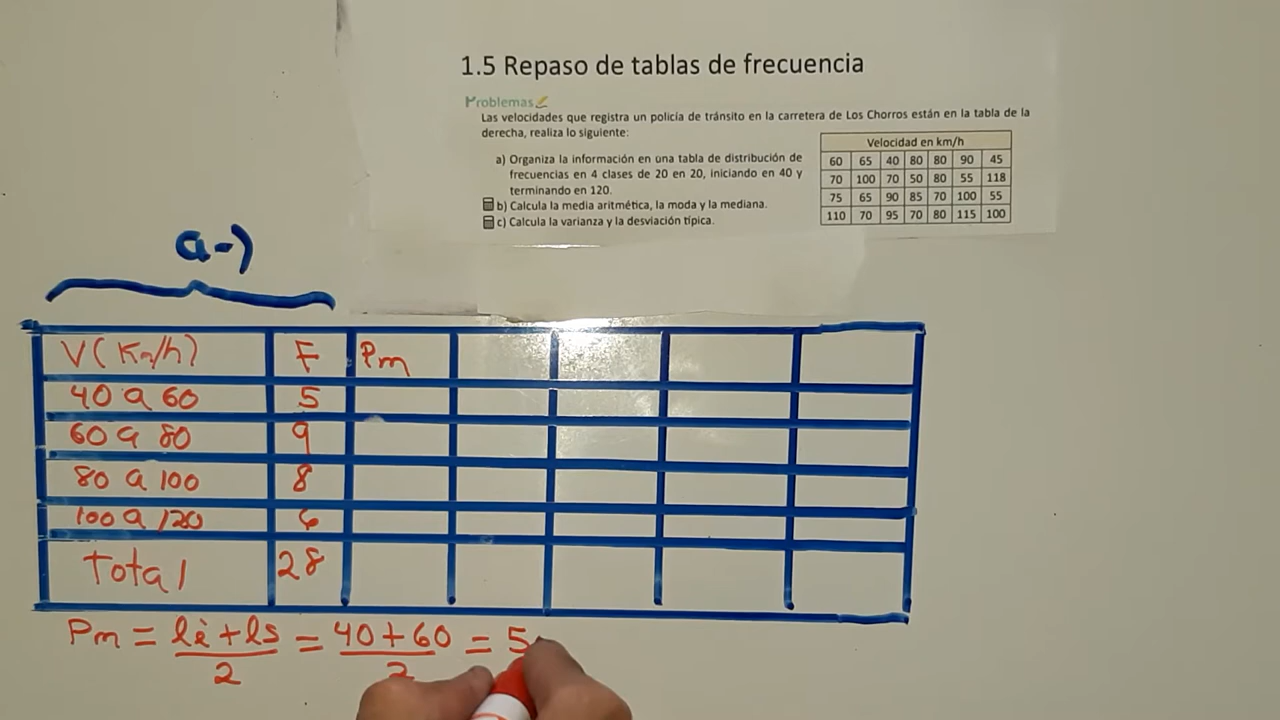 1.5 Repaso de tablas de frecuencia
Problemas
Las velocidades que registra un policía de tránsito en la carretera de Los Chorros están en la tabla de la
derecha, realiza lo siguiente:
a) Organiza la información en una tabla de distribución de
frecuencias en 4 clases de 20 en 20, iniciando en 40 y
terminando en 120.
b) Calcula la media aritmética, la moda y la mediana.
c) Calcula la varianza y la desviación típica.
Velocidad en km/h
60 65 40 80 80 90 45
70 100 70 50 80 55 118
75 65 90 85 70 100 55
110 70 95 70 80 115 100
a-)
V(Km/h) F Pm
40 a 60 5
60 a 80 9
80 a 100 8
100 a 120 6
Total 28
Pm = li+ls/2 = 40+60/2 = 5